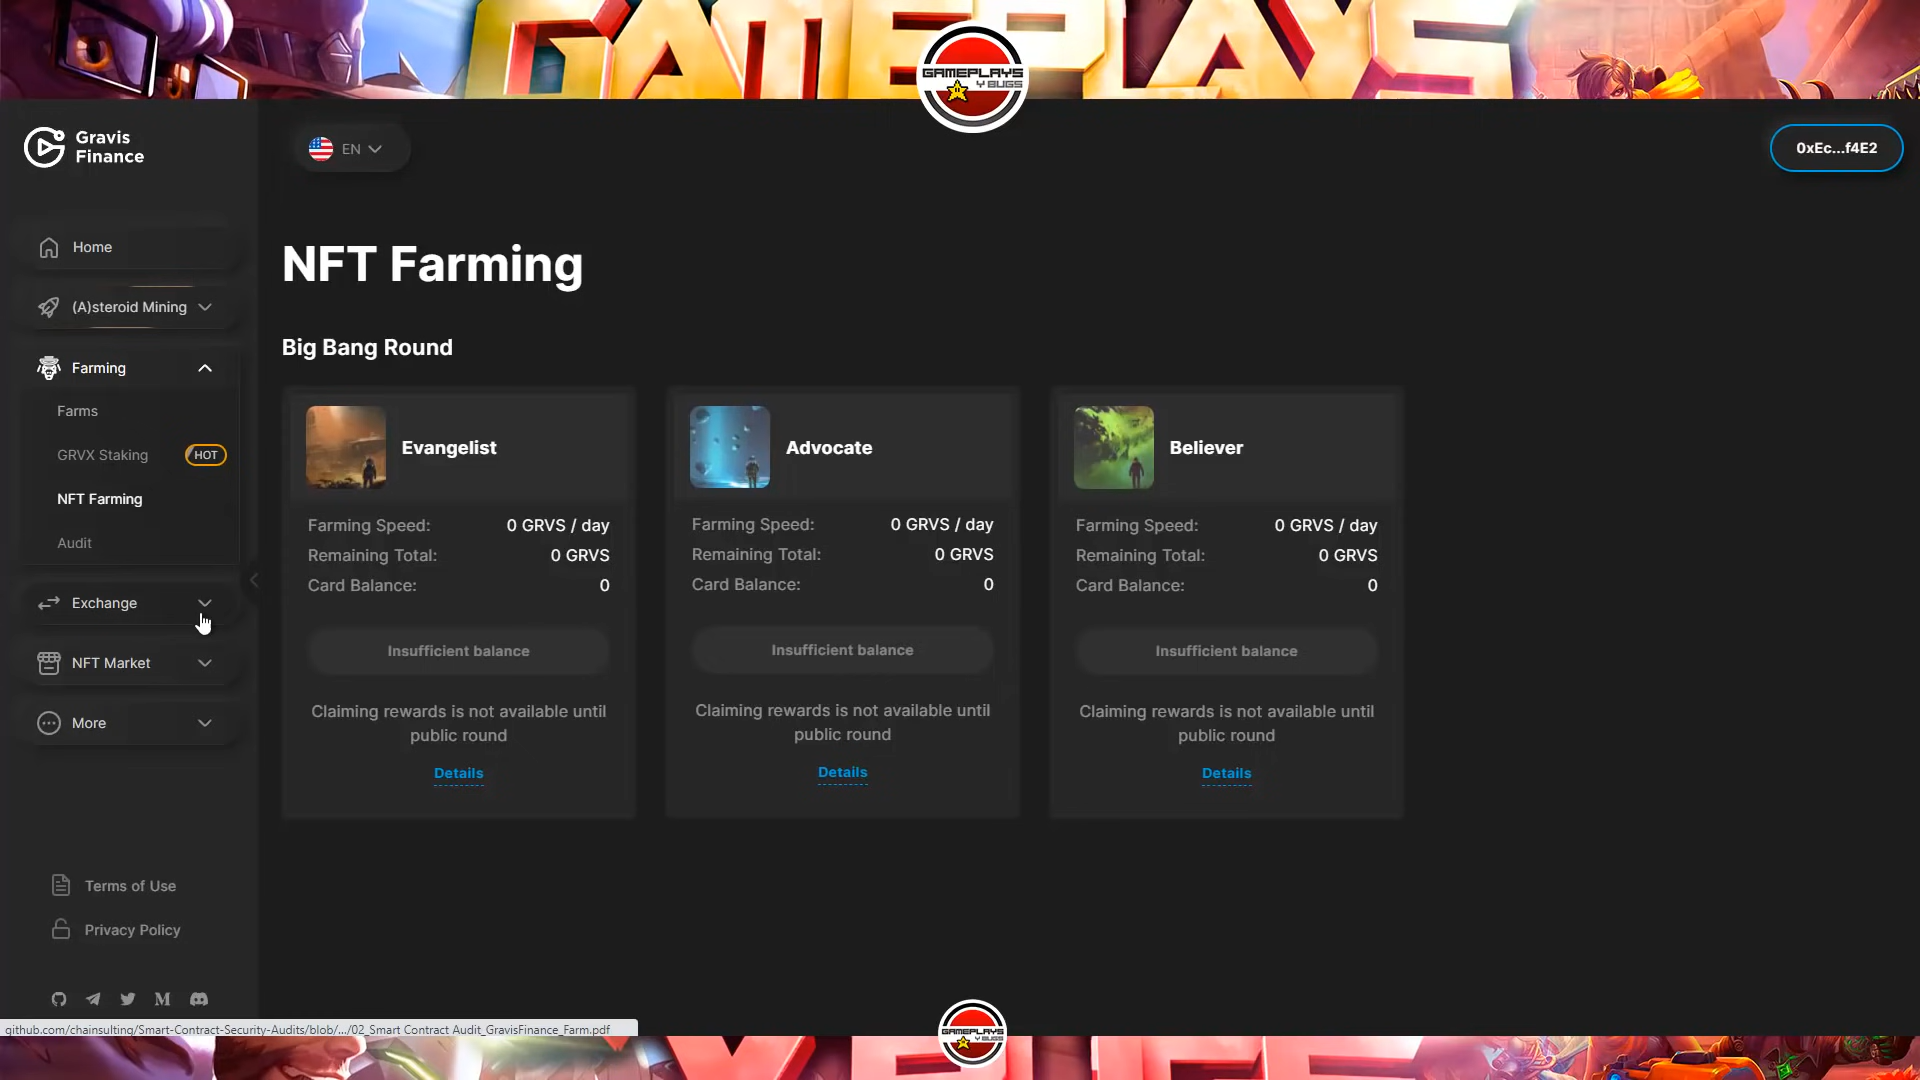 GAMEPLAYS
GAMEPLAYS
Y BUGS
Gravis
Finance
EN
0xEc...f4E2
Home
(A)steroid Mining
Farming
Farms
GRVX Staking
HOT
NFT Farming
Audit
Exchange
NFT Market
More
Terms of Use
Privacy Policy
NFT Farming
Big Bang Round
Evangelist
Farming Speed: 0 GRVS / day
Remaining Total: 0 GRVS
Card Balance: 0
Insufficient balance
Claiming rewards is not available until
public round
Details
Advocate
Farming Speed: 0 GRVS / day
Remaining Total: 0 GRVS
Card Balance: 0
Insufficient balance
Claiming rewards is not available until
public round
Details
Believer
Farming Speed: 0 GRVS / day
Remaining Total: 0 GRVS
Card Balance: 0
Insufficient balance
Claiming rewards is not available until
public round
Details
github.com/chainsulting/Smart-Contract-Security-Audits/blob/.../02_Smart Contract Audit_GravisFinance_Farm.pdf
GAMEPLAYS
Y BUGS